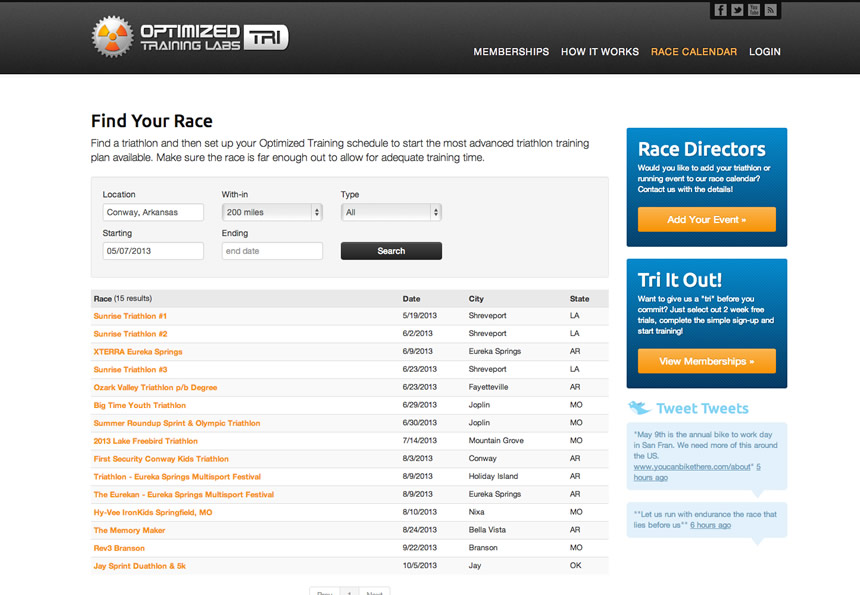 OPTIMIZED
TRAINING LABS TRI
You Tube
MEMBERSHIPS HOW IT WORKS RACE CALENDAR LOGIN
Find Your Race
Find a triathlon and then set up your Optimized Training schedule to start the most advanced triathlon training
plan available. Make sure the race is far enough out to allow for adequate training time.
Location With-in Type
Conway, Arkansas 200 miles All
Starting Ending
05/07/2013 end date Search
Race (15 results) Date City State
Sunrise Triathlon #1 5/19/2013 Shreveport LA
Sunrise Triathlon #2 6/2/2013 Shreveport LA
XTERRA Eureka Springs 6/9/2013 Eureka Springs AR
Sunrise Triathlon #3 6/23/2013 Shreveport LA
Ozark Valley Triathlon p/b Degree 6/23/2013 Fayetteville AR
Big Time Youth Triathlon 6/29/2013 Joplin MO
Summer Roundup Sprint & Olympic Triathlon 6/30/2013 Joplin MO
2013 Lake Freebird Triathlon 7/14/2013 Mountain Grove MO
First Security Conway Kids Triathlon 8/3/2013 Conway AR
Triathlon - Eureka Springs Multisport Festival 8/9/2013 Holiday Island AR
The Eurekan - Eureka Springs Multisport Festival 8/9/2013 Eureka Springs AR
Hy-Vee IronKids Springfield, MO 8/10/2013 Nixa MO
The Memory Maker 8/24/2013 Bella Vista AR
Rev3 Branson 9/22/2013 Branson MO
Jay Sprint Duathlon & 5k 10/5/2013 Jay OK
Prev 1 Next
Race Directors
Would you like to add your triathlon or
running event to our race calendar?
Contact us with the details!
Add Your Event »
Tri It Out!
Want to give us a "tri" before you
commit? Just select out 2 week free
trials, complete the simple sign-up and
start training!
View Memberships »
Tweet Tweets
"May 9th is the annual bike to work day
in San Fran. We need more of this around
the US.
www.youcanbikethere.com/about" 5
hours ago
""Let us run with endurance the race that
lies before us"" 6 hours ago